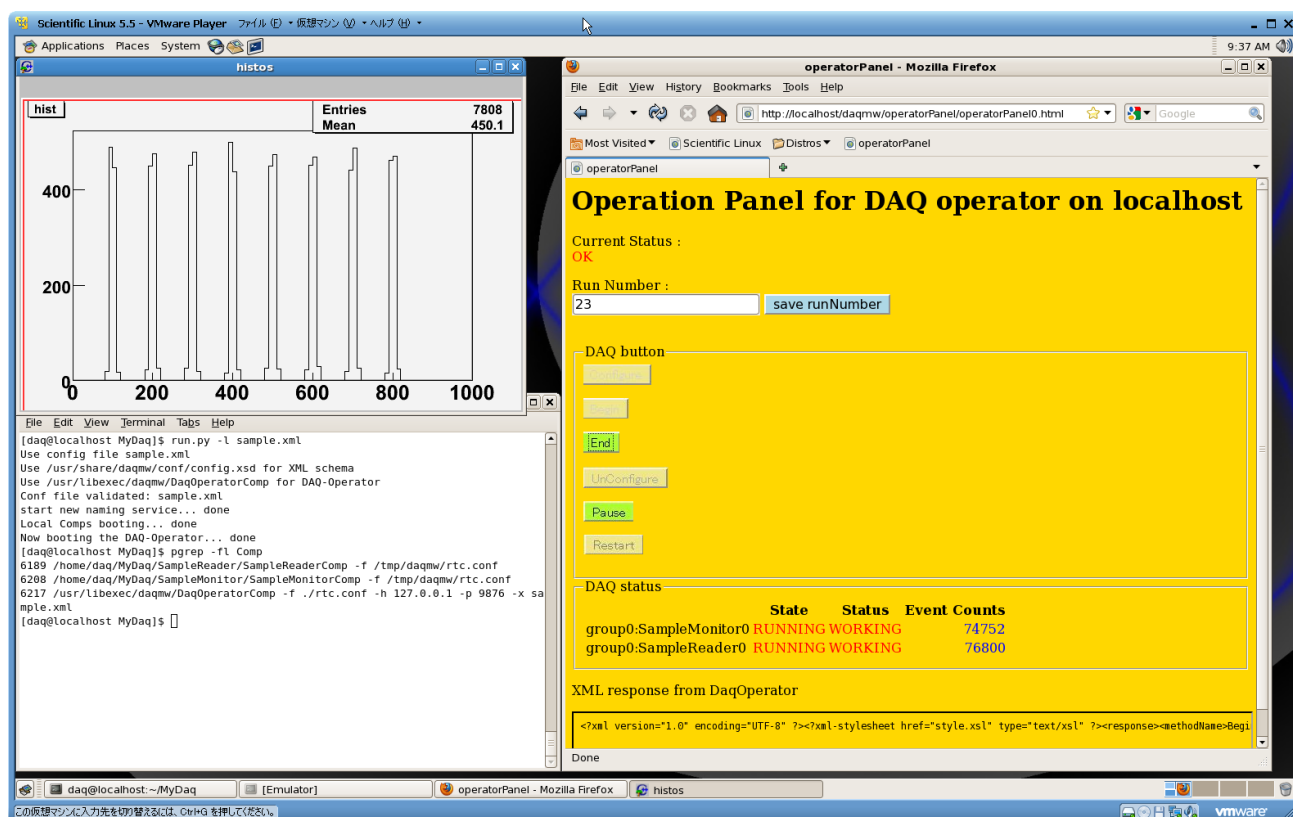 Scientific Linux 5.5 - VMware Player ファイル (F) ▾ 仮想マシン (V) ▾ ヘルプ (H) ▾
Applications Places System 9:37 AM
histos
hist
Entries 7808
Mean 450.1
400
200
0
0 200 400 600 800 1000
File Edit View Terminal Tabs Help
[daq@localhost MyDaq]$ run.py -l sample.xml
Use config file sample.xml
Use /usr/share/daqmw/conf/config.xsd for XML schema
Use /usr/libexec/daqmw/DaqOperatorComp for DAQ-Operator
Conf file validated: sample.xml
start new naming service... done
Local Comps booting... done
Now booting the DAQ-Operator... done
[daq@localhost MyDaq]$ pgrep -fl Comp
6189 /home/daq/MyDaq/SampleReader/SampleReaderComp -f /tmp/daqmw/rtc.conf
6208 /home/daq/MyDaq/SampleMonitor/SampleMonitorComp -f /tmp/daqmw/rtc.conf
6217 /usr/libexec/daqmw/DaqOperatorComp -f ./rtc.conf -h 127.0.0.1 -p 9876 -x sa
mple.xml
[daq@localhost MyDaq]$
operatorPanel - Mozilla Firefox
File Edit View History Bookmarks Tools Help
http://localhost/daqmw/operatorPanel/operatorPanel0.html Google
Most Visited Scientific Linux Distros operatorPanel
operatorPanel
Operation Panel for DAQ operator on localhost
Current Status :
OK
Run Number :
23 save runNumber
DAQ button
Configure
Begin
End
UnConfigure
Pause
Restart
DAQ status
State Status Event Counts
group0:SampleMonitor0 RUNNING WORKING 74752
group0:SampleReader0 RUNNING WORKING 76800
XML response from DaqOperator
<?xml version="1.0" encoding="UTF-8" ?><?xml-stylesheet href="style.xsl" type="text/xsl" ?><response><methodName>Begi
Done
daq@localhost:~/MyDaq [Emulator] operatorPanel - Mozilla Firefox histos
この仮想マシンに入力先を切り替えるには、Ctrl+G を押してください。 vmware